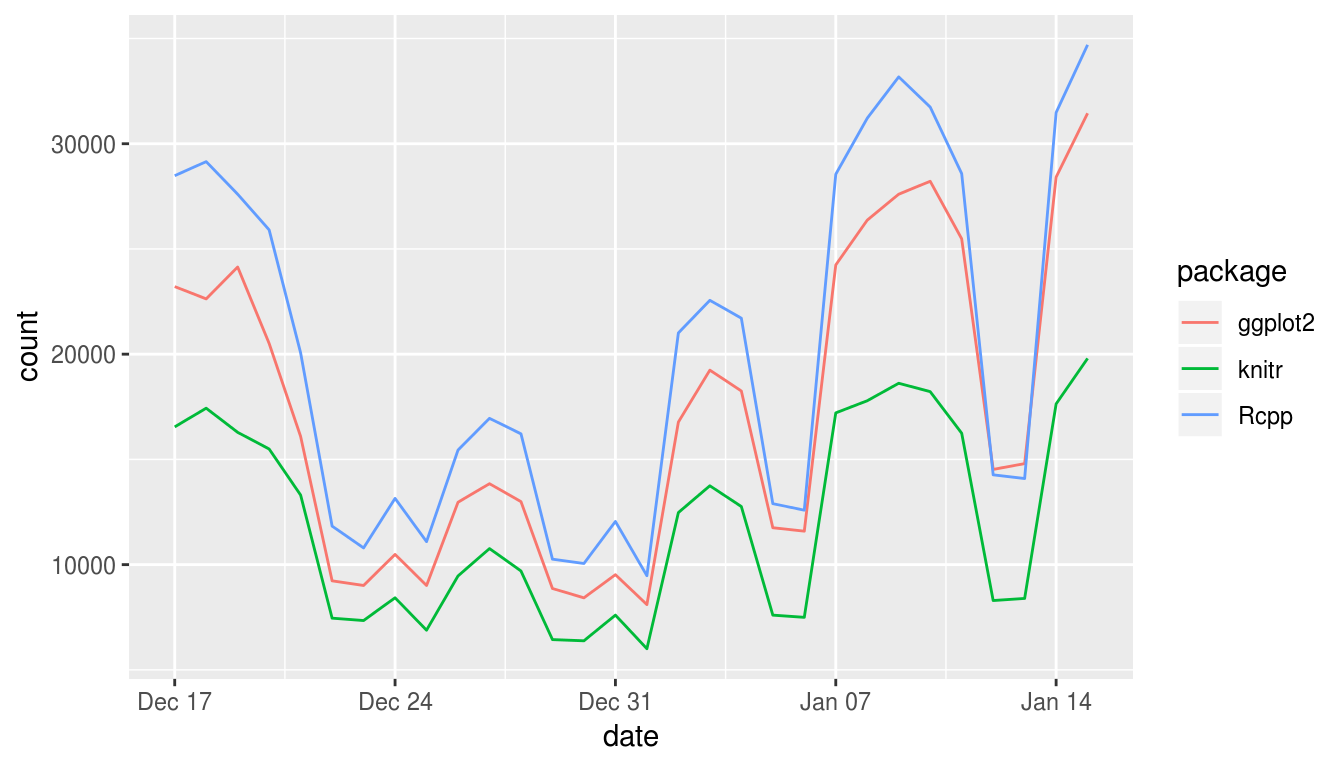 30000
20000
10000
count
Dec 17
Dec 24
Dec 31
Jan 07
Jan 14
date
package
ggplot2
knitr
Rcpp